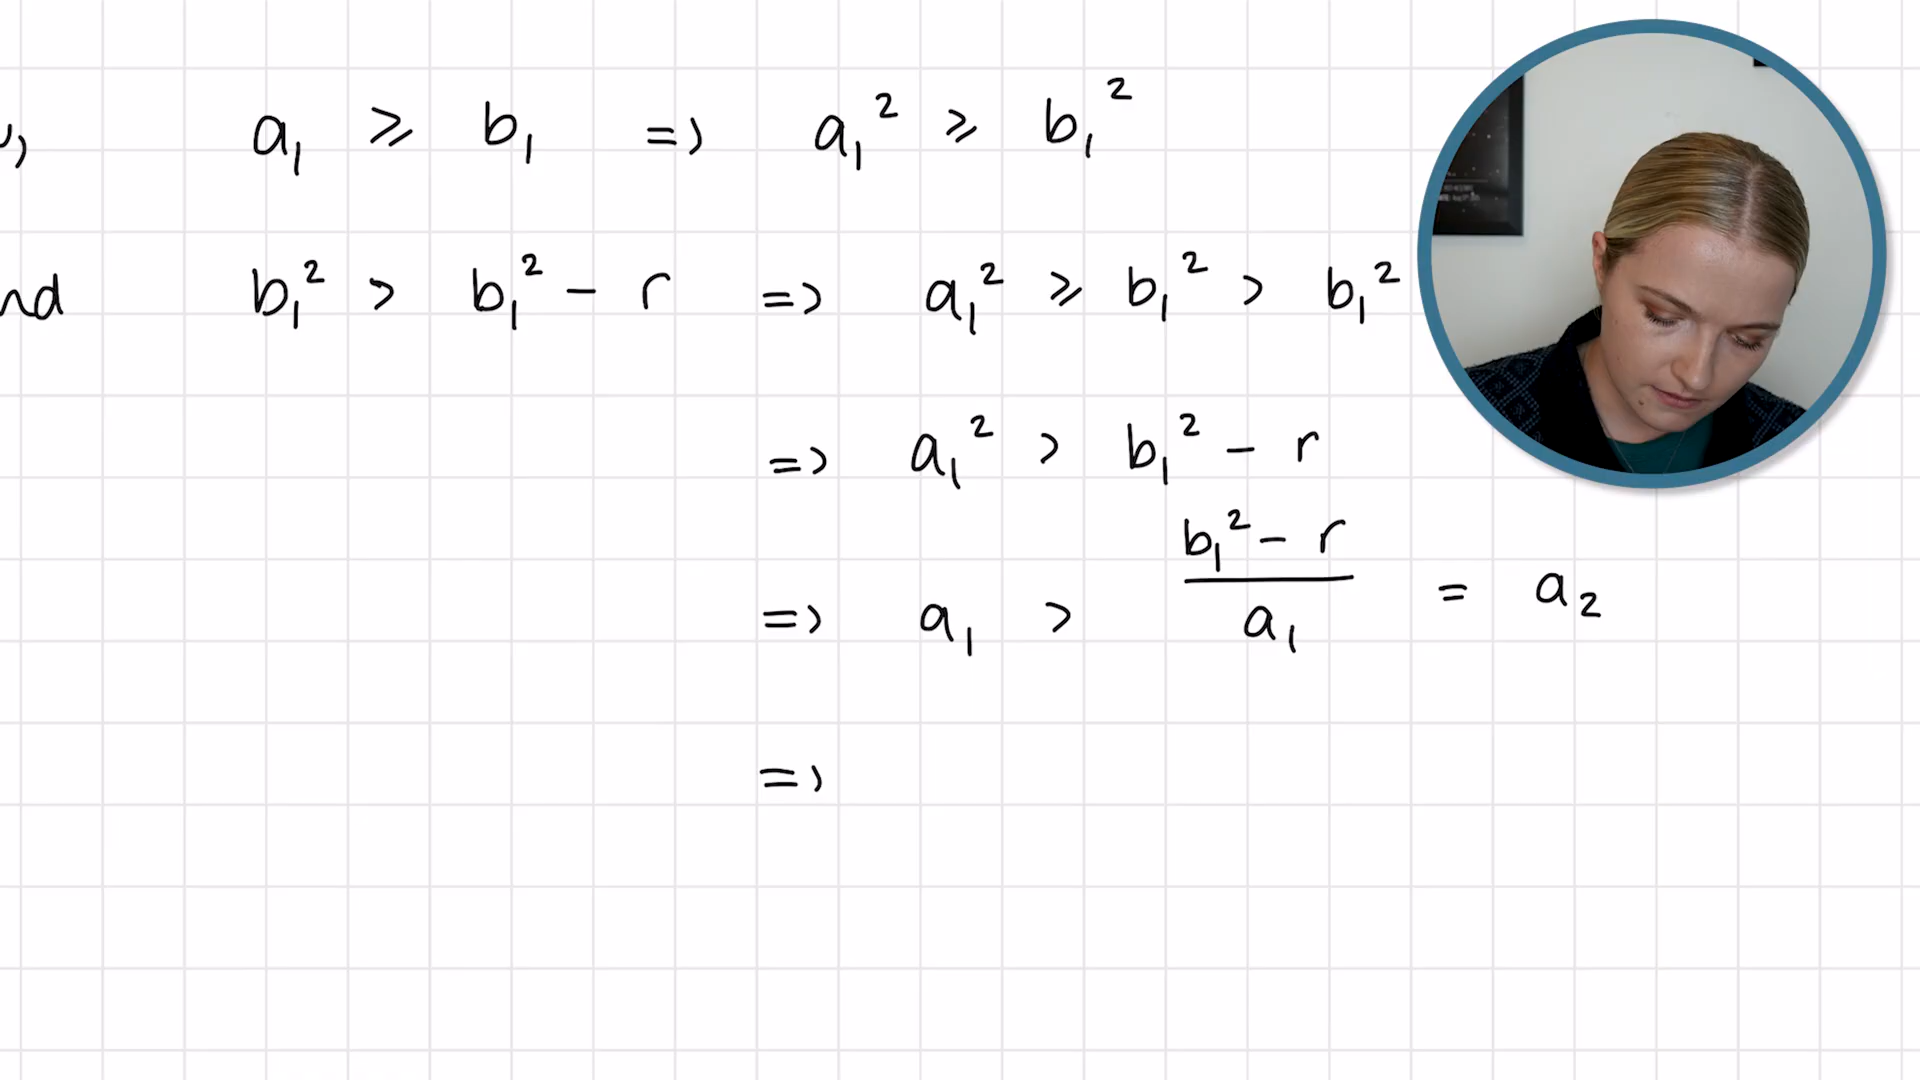 a₁ ⩾ b₁ => a₁² ⩾ b₁²
nd b₁² > b₁² - r => a₁² ⩾ b₁² > b₁²
=> a₁² > b₁² - r
=> a₁ > (b₁² - r)/a₁ = a₂
=>